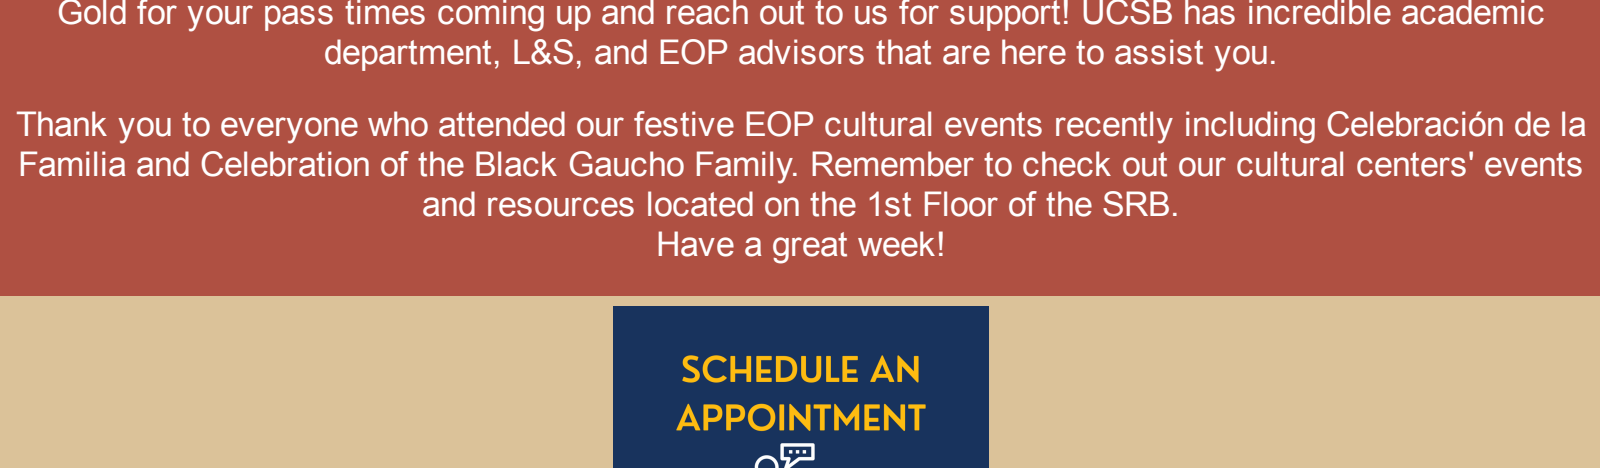 Gold for your pass times coming up and reach out to us for support! UCSB has incredible academic
department, L&S, and EOP advisors that are here to assist you.
Thank you to everyone who attended our festive EOP cultural events recently including Celebración de la
Familia and Celebration of the Black Gaucho Family. Remember to check out our cultural centers' events
and resources located on the 1st Floor of the SRB.
Have a great week!
SCHEDULE AN
APPOINTMENT